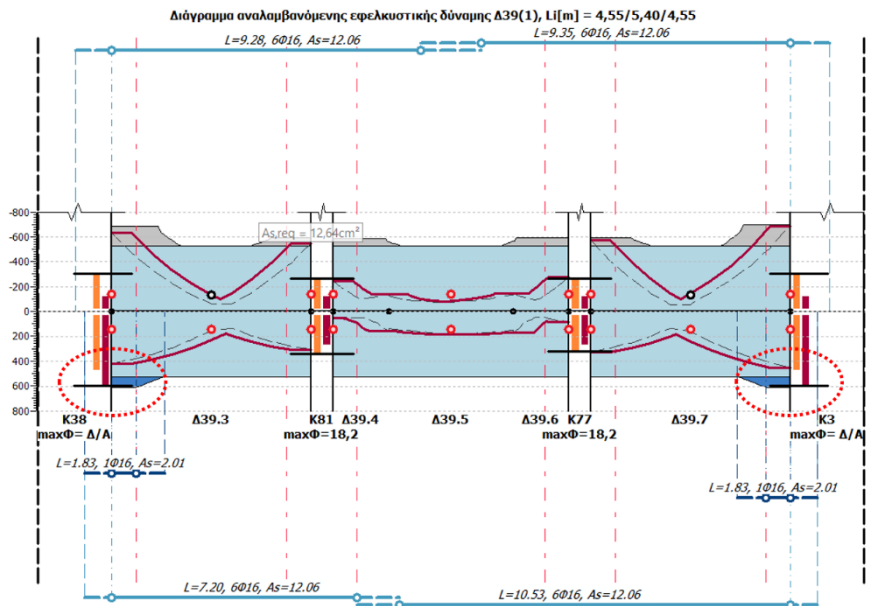 Διάγραμμα αναλαμβανόμενης εφελκυστικής δύναμης Δ39(1), Li[m] = 4,55/5,40/4,55
L=9.28, 6Φ16, As=12.06
L=9.35, 6Φ16, As=12.06
-800
-600
As,req = 12,64cm²
-400
-200
0
200
400
600
800
K38 Δ39.3 K81 Δ39.4 Δ39.5 Δ39.6 K77 Δ39.7 K3
maxΦ= Δ/A maxΦ=18,2 maxΦ=18,2 maxΦ= Δ/A
L=1.83, 1Φ16, As=2.01
L=1.83, 1Φ16, As=2.01
L=7.20, 6Φ16, As=12.06
L=10.53, 6Φ16, As=12.06